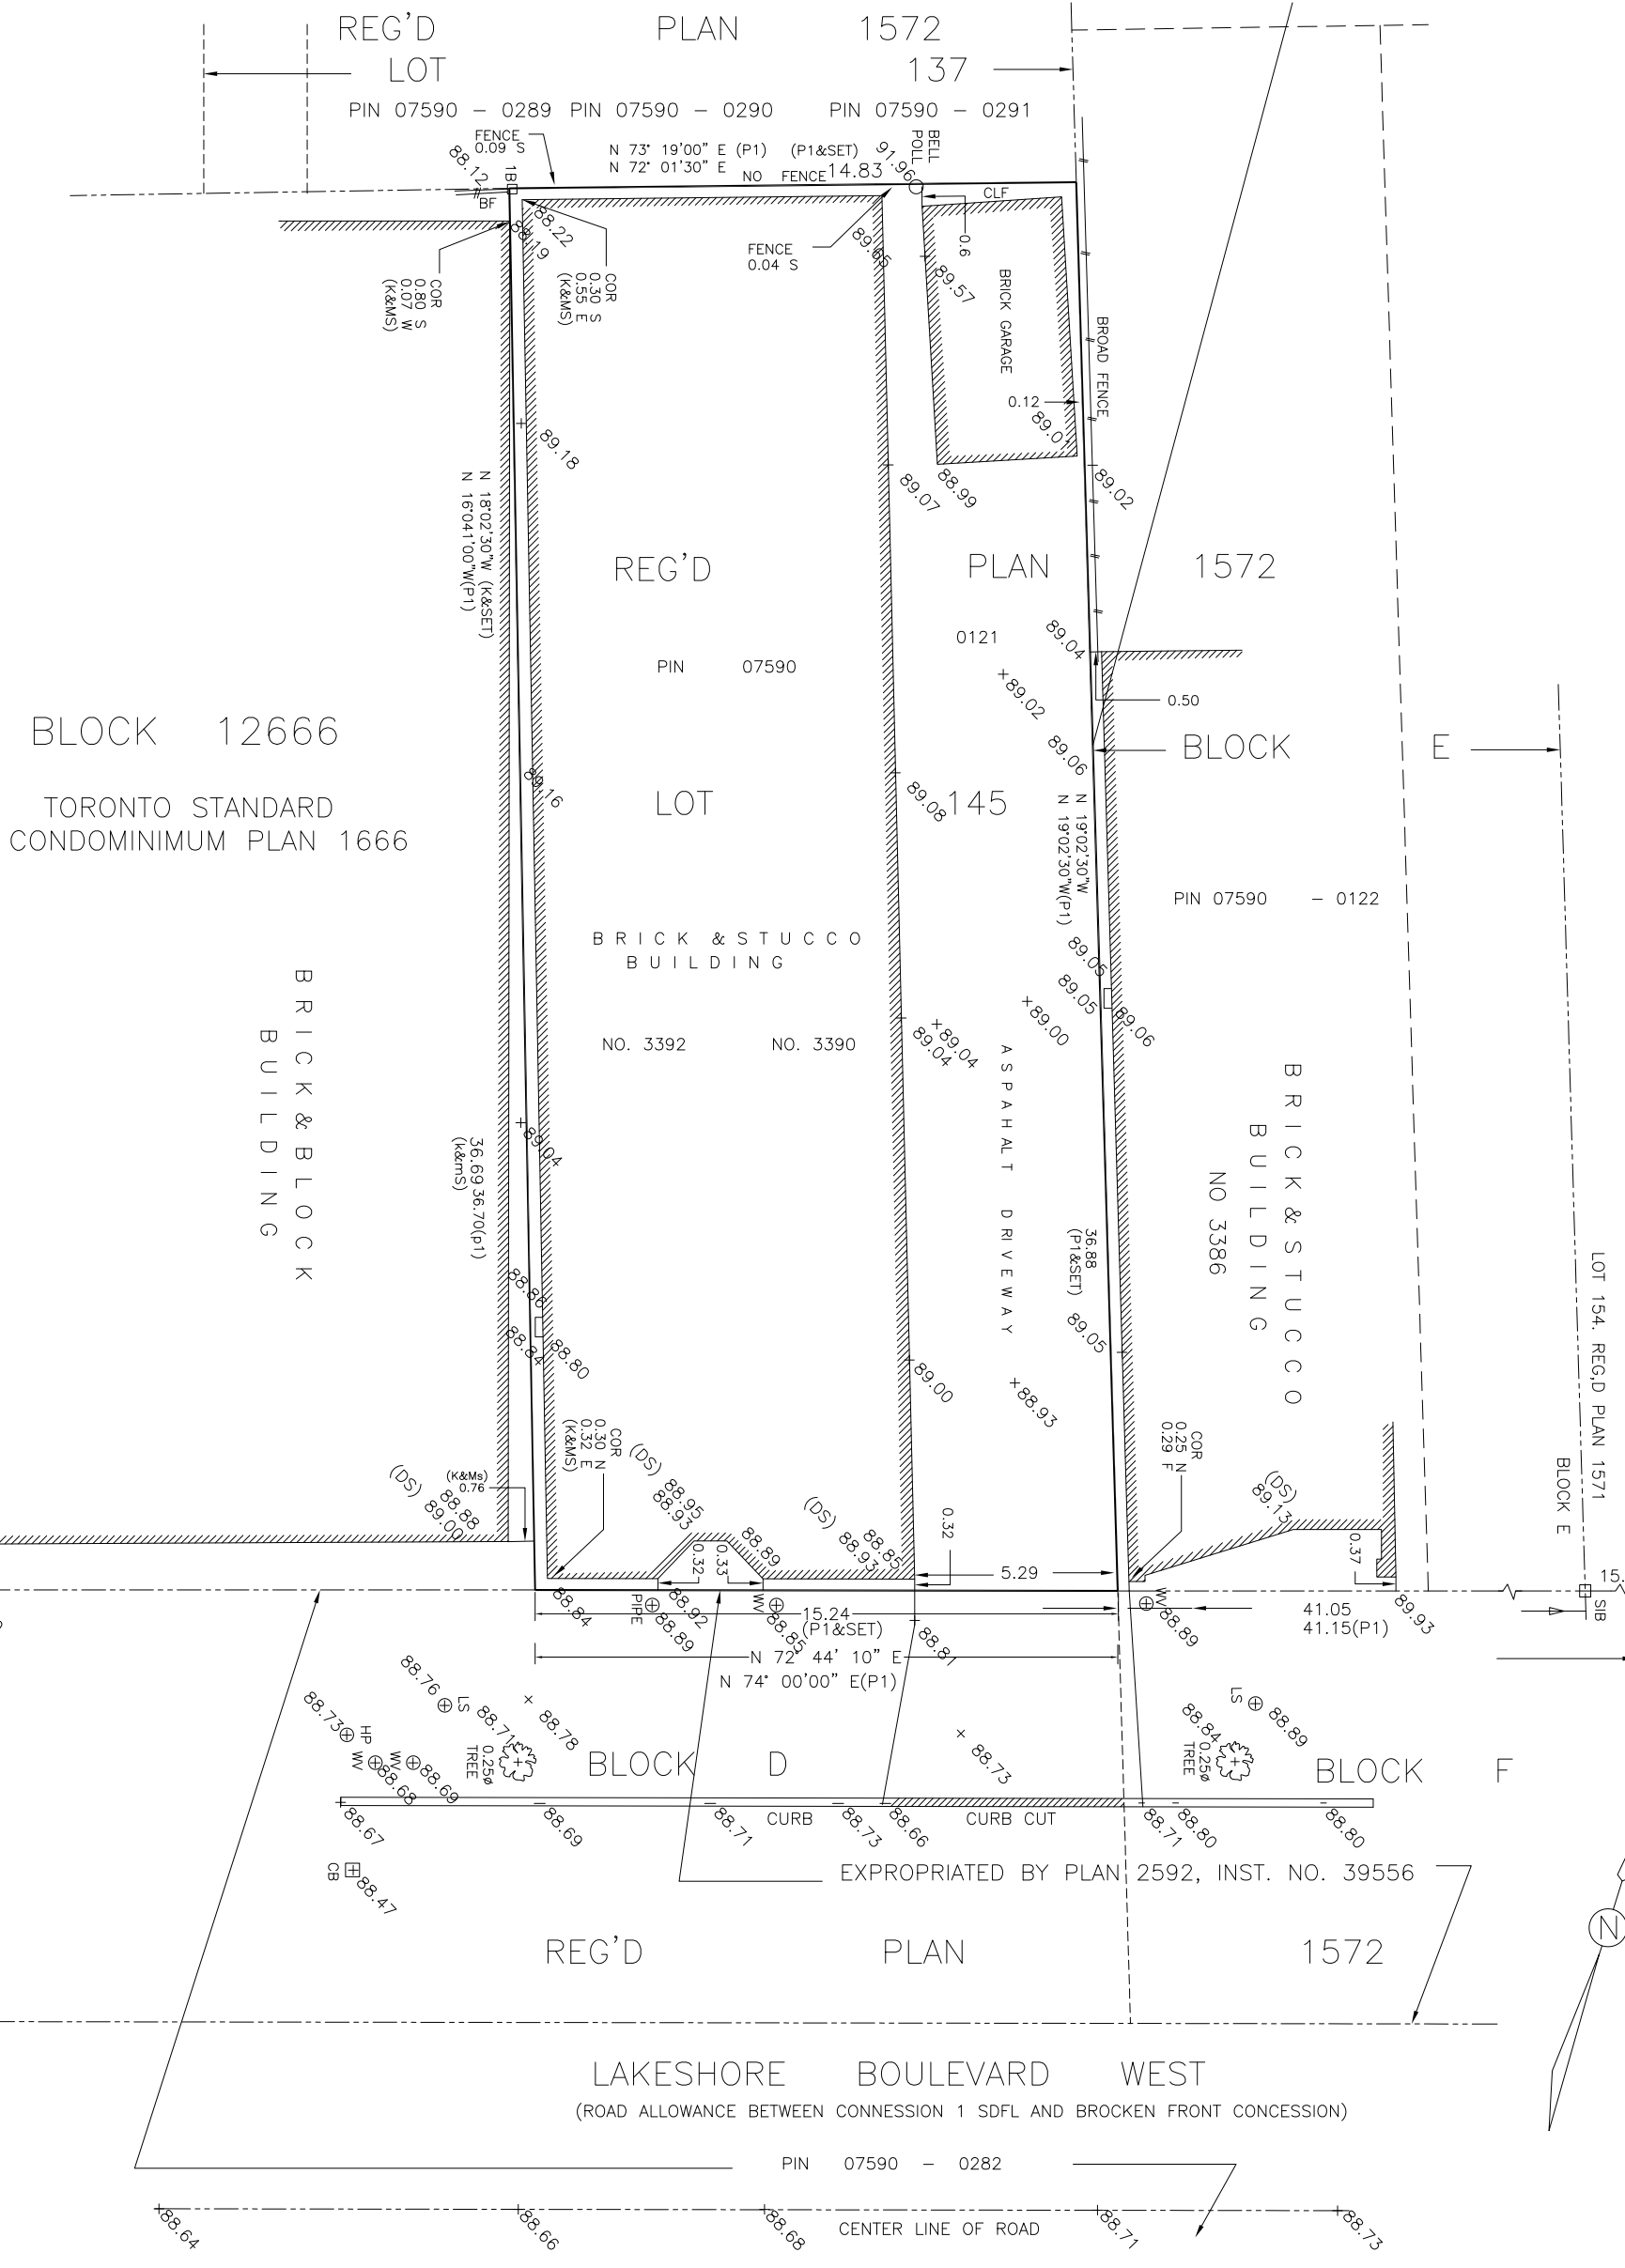 REG'D PLAN 1572
LOT 137
PIN 07590 - 0289 PIN 07590 - 0290 PIN 07590 - 0291
FENCE
0.09 S
N 73° 19'00" E (P1) (P1&SET)
N 72° 01'30" E
NO FENCE 14.83
91.96
BELL
POLL
88.12
1B
BF
CLF
88.22
88.19
FENCE
0.04 S
89.65
0.6
89.57
BRICK GARAGE
COR
0.80 S
0.07 W
(K&MS)
COR
0.30 S
0.55 E
(K&MS)
BROAD FENCE
0.12
89.01
89.18
89.07
88.99
89.02
N 18°02'30"W (K&SET)
N 16°041'00"W(P1)
REG'D PLAN 1572
0121
89.04
PIN 07590
+89.02
0.50
BLOCK 12666
89.06
BLOCK E
TORONTO STANDARD
CONDOMINIMUM PLAN 1666
89.16
89.08
LOT 145
N 19°02'30"W
N 19°02'30"W(P1)
PIN 07590 - 0122
BRICK &STUCCO
BUILDING
89.05
89.05
89.06
NO. 3392 NO. 3390
89.04
+89.04
+89.00
BRICK&BLOCK
BUILDING
ASPAHALT DRIVEWAY
BRICK&STUCCO
BUILDING
NO 3386
89.04
36.69 36.70(p1)
(k&mS)
36.88
(P1&SET)
88.86
88.84
88.80
89.05
89.00
+88.93
LOT 154. REG,D PLAN 1571
BLOCK E
COR
0.30 N
0.32 E
(K&MS)
COR
0.25 N
0.29 F
(K&Ms)
0.76
(DS) 88.88
89.00
(DS) 88.95
88.93
88.89
(DS) 88.85
88.93
(DS)
89.13
0.32
0.33
0.32
0.37
5.29
15.
SIB
88.84
PIPE
88.92
88.89
WV
88.85
15.24
(P1&SET)
88.81
WV
88.89
41.05
41.15(P1)
89.93
N 72° 44' 10" E
N 74° 00'00" E(P1)
88.76
LS
88.71
88.78
88.73
HP
WV
88.68
WV
88.69
0.25ø
TREE
BLOCK D
88.73
LS
88.89
88.84
0.25ø
TREE
BLOCK F
88.67
88.69
88.71
CURB
88.73
88.66
CURB CUT
88.71
88.80
88.80
CB
88.47
EXPROPRIATED BY PLAN 2592, INST. NO. 39556
REG'D PLAN 1572
N
LAKESHORE BOULEVARD WEST
(ROAD ALLOWANCE BETWEEN CONNESSION 1 SDFL AND BROCKEN FRONT CONCESSION)
PIN 07590 - 0282
88.64
88.66
88.68
CENTER LINE OF ROAD
88.71
88.73